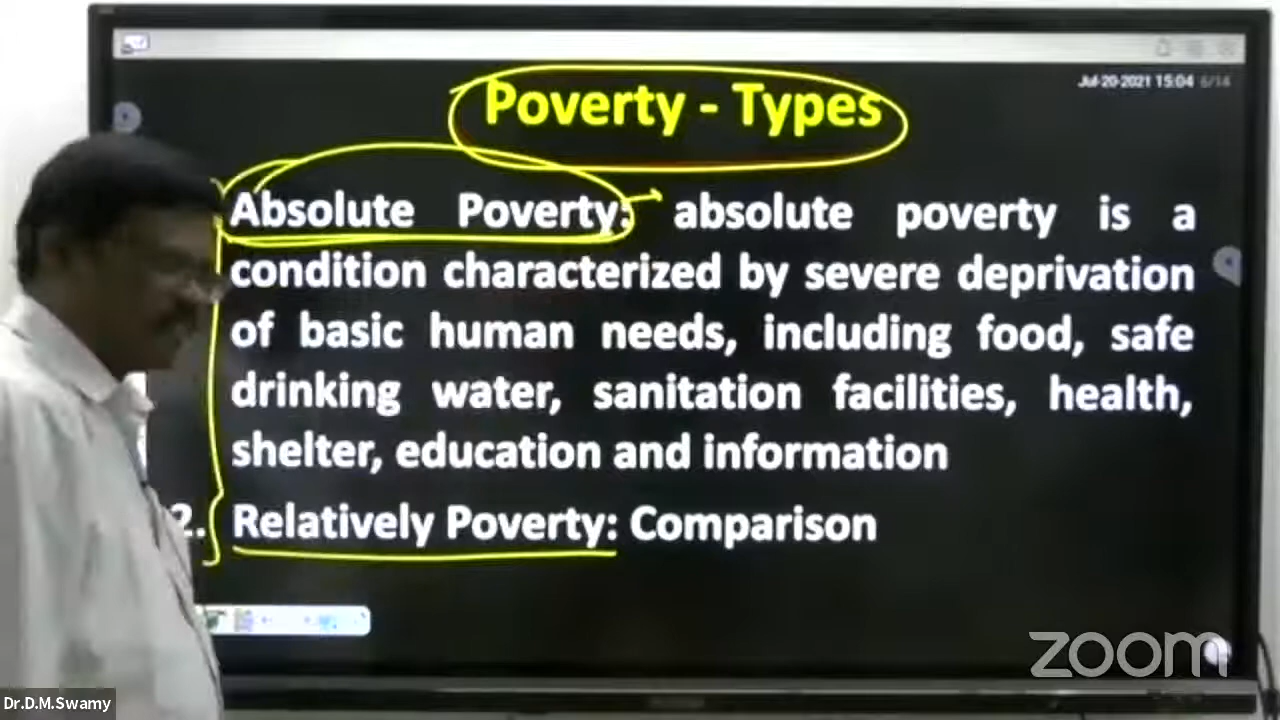 Jul-20-2021 15:04 6/14
Poverty - Types
Absolute Poverty: absolute poverty is a
condition characterized by severe deprivation
of basic human needs, including food, safe
drinking water, sanitation facilities, health,
shelter, education and information
2. Relatively Poverty: Comparison
zoom
Dr.D.M.Swamy